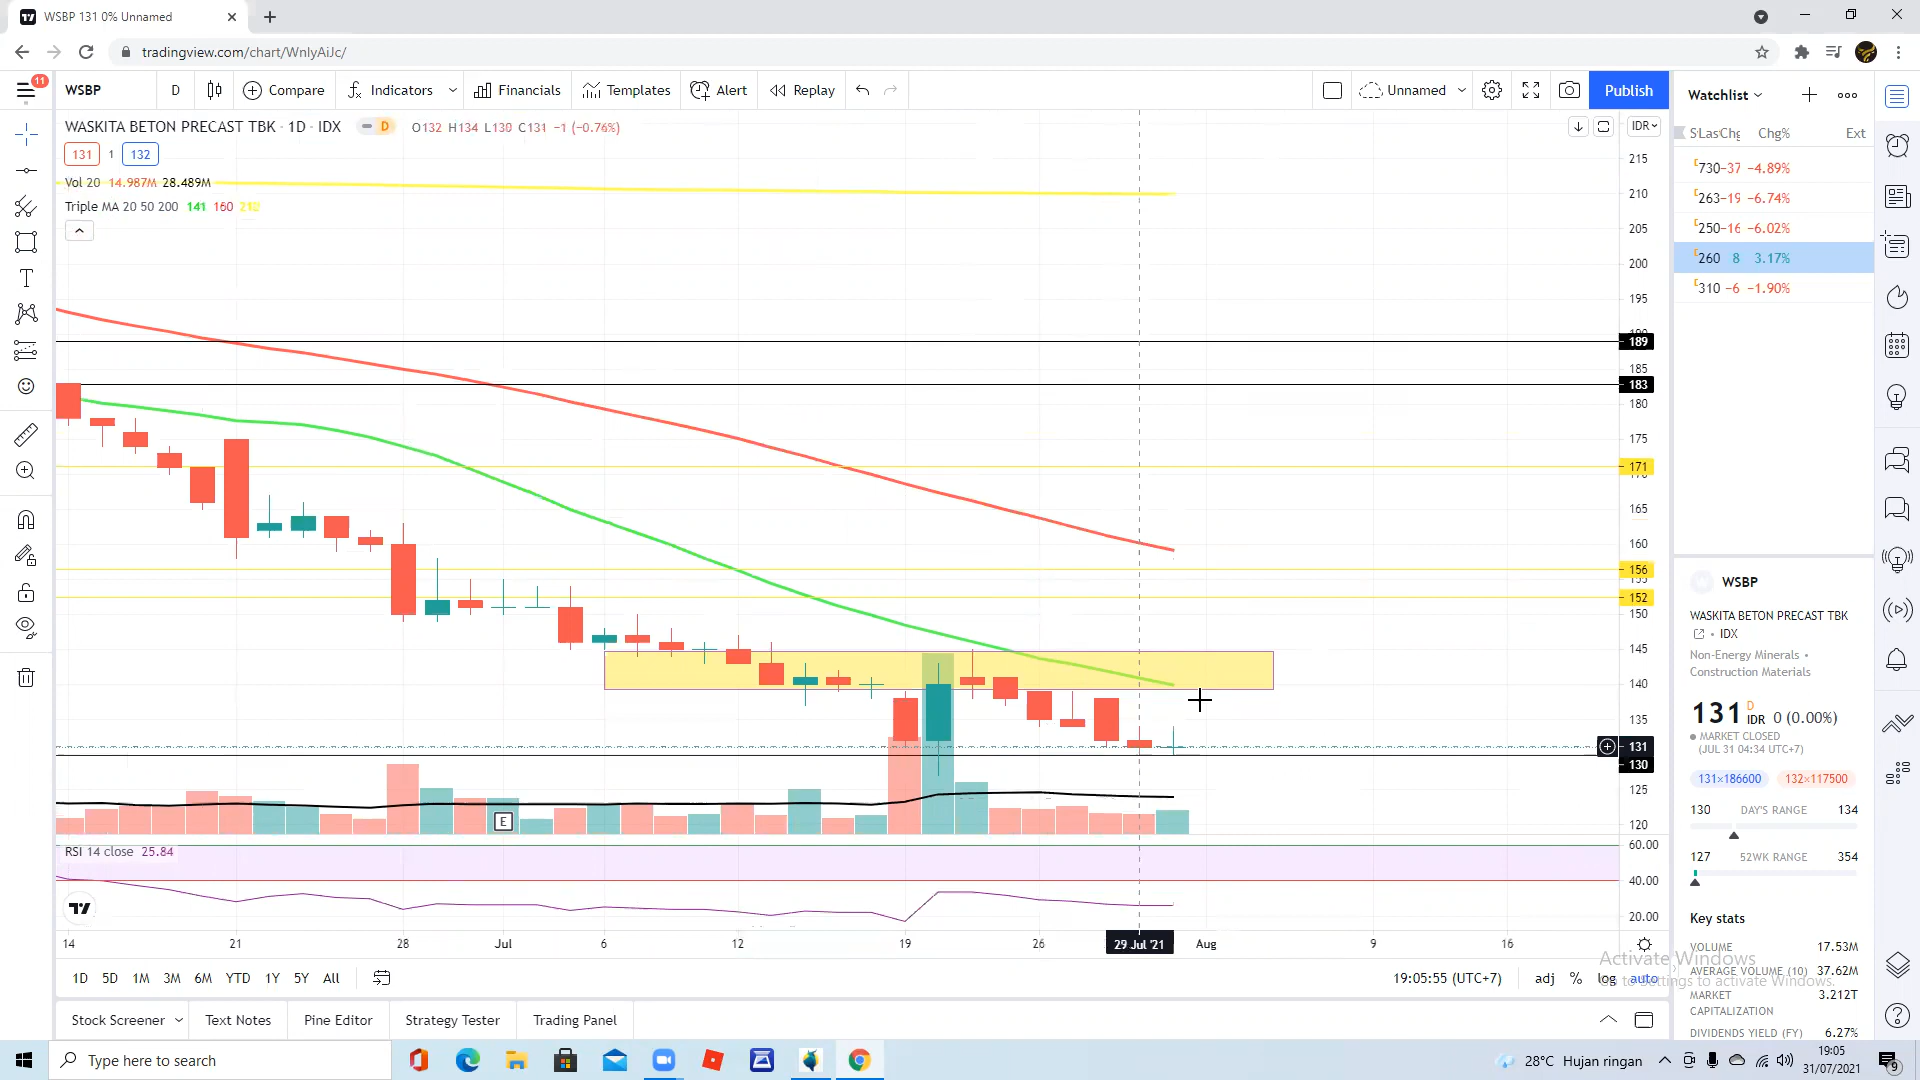 WSBP 131 0% Unnamed
tradingview.com/chart/WnlyAiJc/
11
WSBP D Compare Indicators Financials Templates Alert Replay Unnamed Publish
WASKITA BETON PRECAST TBK · 1D · IDX D O132 H134 L130 C131 −1 (−0.76%)
131 1 132
Vol 20 14.987M 28.489M
Triple MA 20 50 200 141 160
IDR
215
210
205
200
195
190
189
185
183
180
175
171
170
165
160
156
155
152
150
145
140
135
131
130
125
120
E
RSI 14 close 25.84
60.00
40.00
20.00
14 21 28 Jul 6 12 19 26 29 Jul '21 Aug 9 16
1D 5D 1M 3M 6M YTD 1Y 5Y All 19:05:55 (UTC+7) adj % log auto
Stock Screener Text Notes Pine Editor Strategy Tester Trading Panel
Watchlist
Chg% Ext
730 −37 −4.89%
263 −19 −6.74%
250 −16 −6.02%
260 8 3.17%
310 −6 −1.90%
W WSBP
WASKITA BETON PRECAST TBK
• IDX
Non-Energy Minerals •
Construction Materials
131 D IDR 0 (0.00%)
• MARKET CLOSED
(JUL 31 04:34 UTC+7)
131×186600 132×117500
130 DAY'S RANGE 134
127 52WK RANGE 354
Key stats
VOLUME 17.53M
AVERAGE VOLUME (10) 37.62M
MARKET CAPITALIZATION 3.212T
DIVIDENDS YIELD (FY) 6.27%
Activate Windows
Go to Settings to activate Windows.
Type here to search
28°C Hujan ringan
19:05
31/07/2021
9